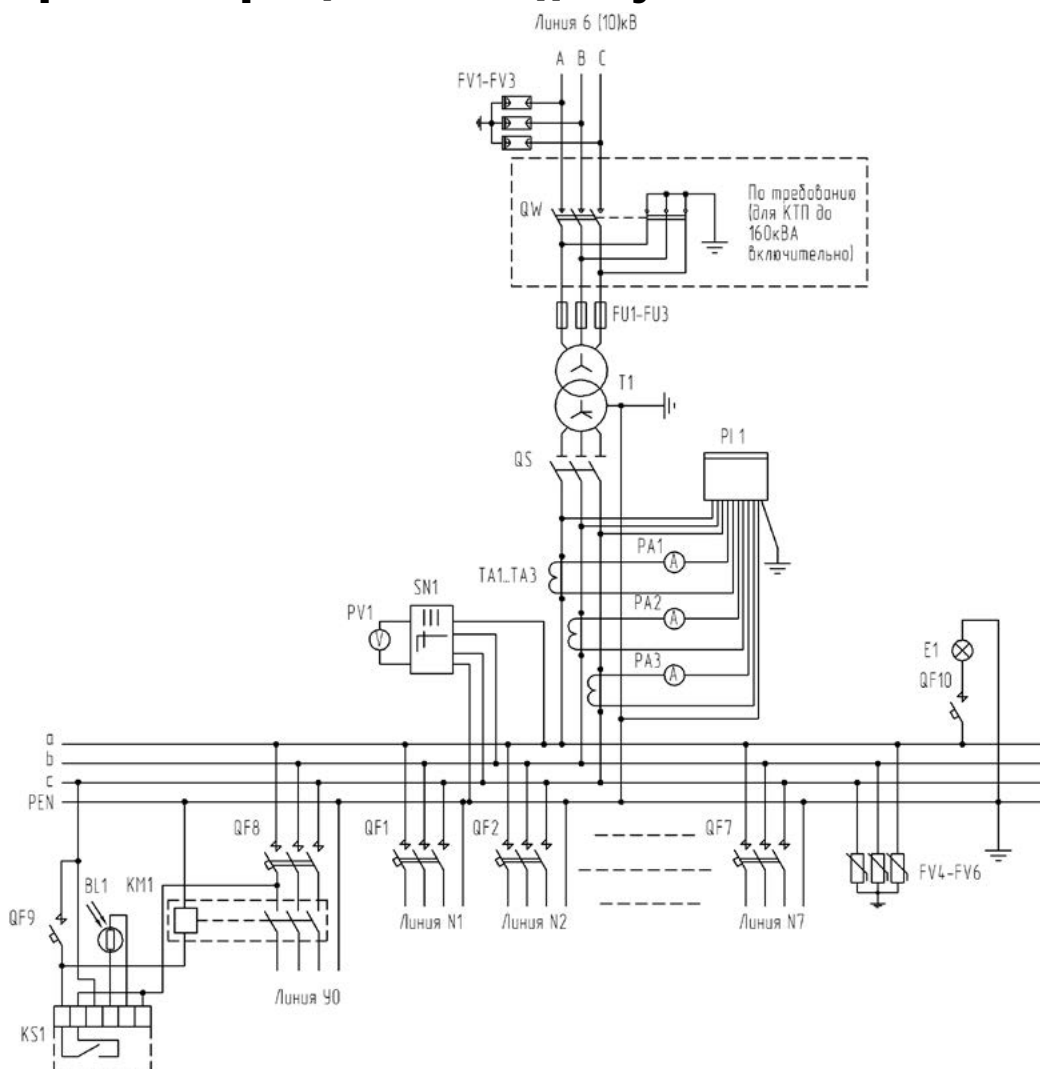 Линия 6 (10)кВ
A B C
FV1-FV3
QW
По требованию
(для КТП до
160кВА
включительно)
FU1-FU3
T1
QS
PI 1
PA1
A
TA1_TA3
SN1
PA2
A
PV1
V
PA3
A
E1
QF10
a
b
c
PEN
QF8
QF1
QF2
QF7
FV4-FV6
BL1
KM1
QF9
Линия N1
Линия N2
Линия N7
Линия УО
KS1